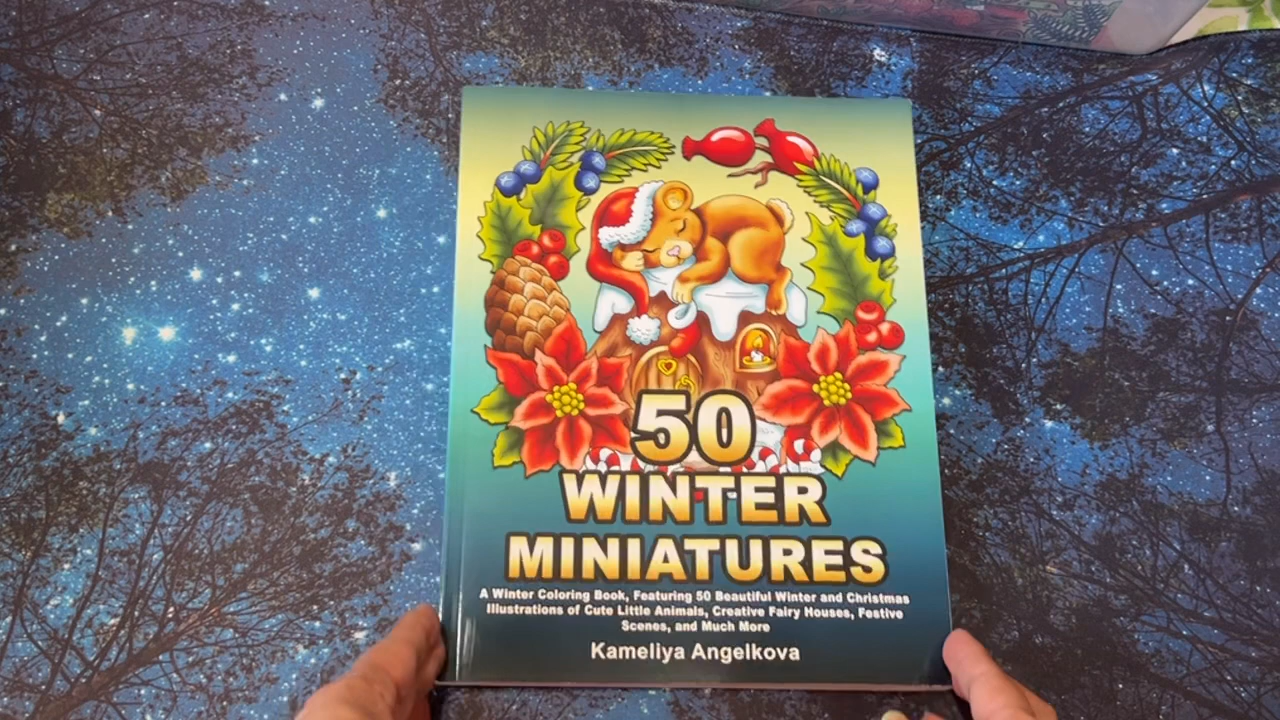 50
WINTER
MINIATURES
A Winter Coloring Book, Featuring 50 Beautiful Winter and Christmas
Illustrations of Cute Little Animals, Creative Fairy Houses, Festive
Scenes, and Much More
Kameliya Angelkova